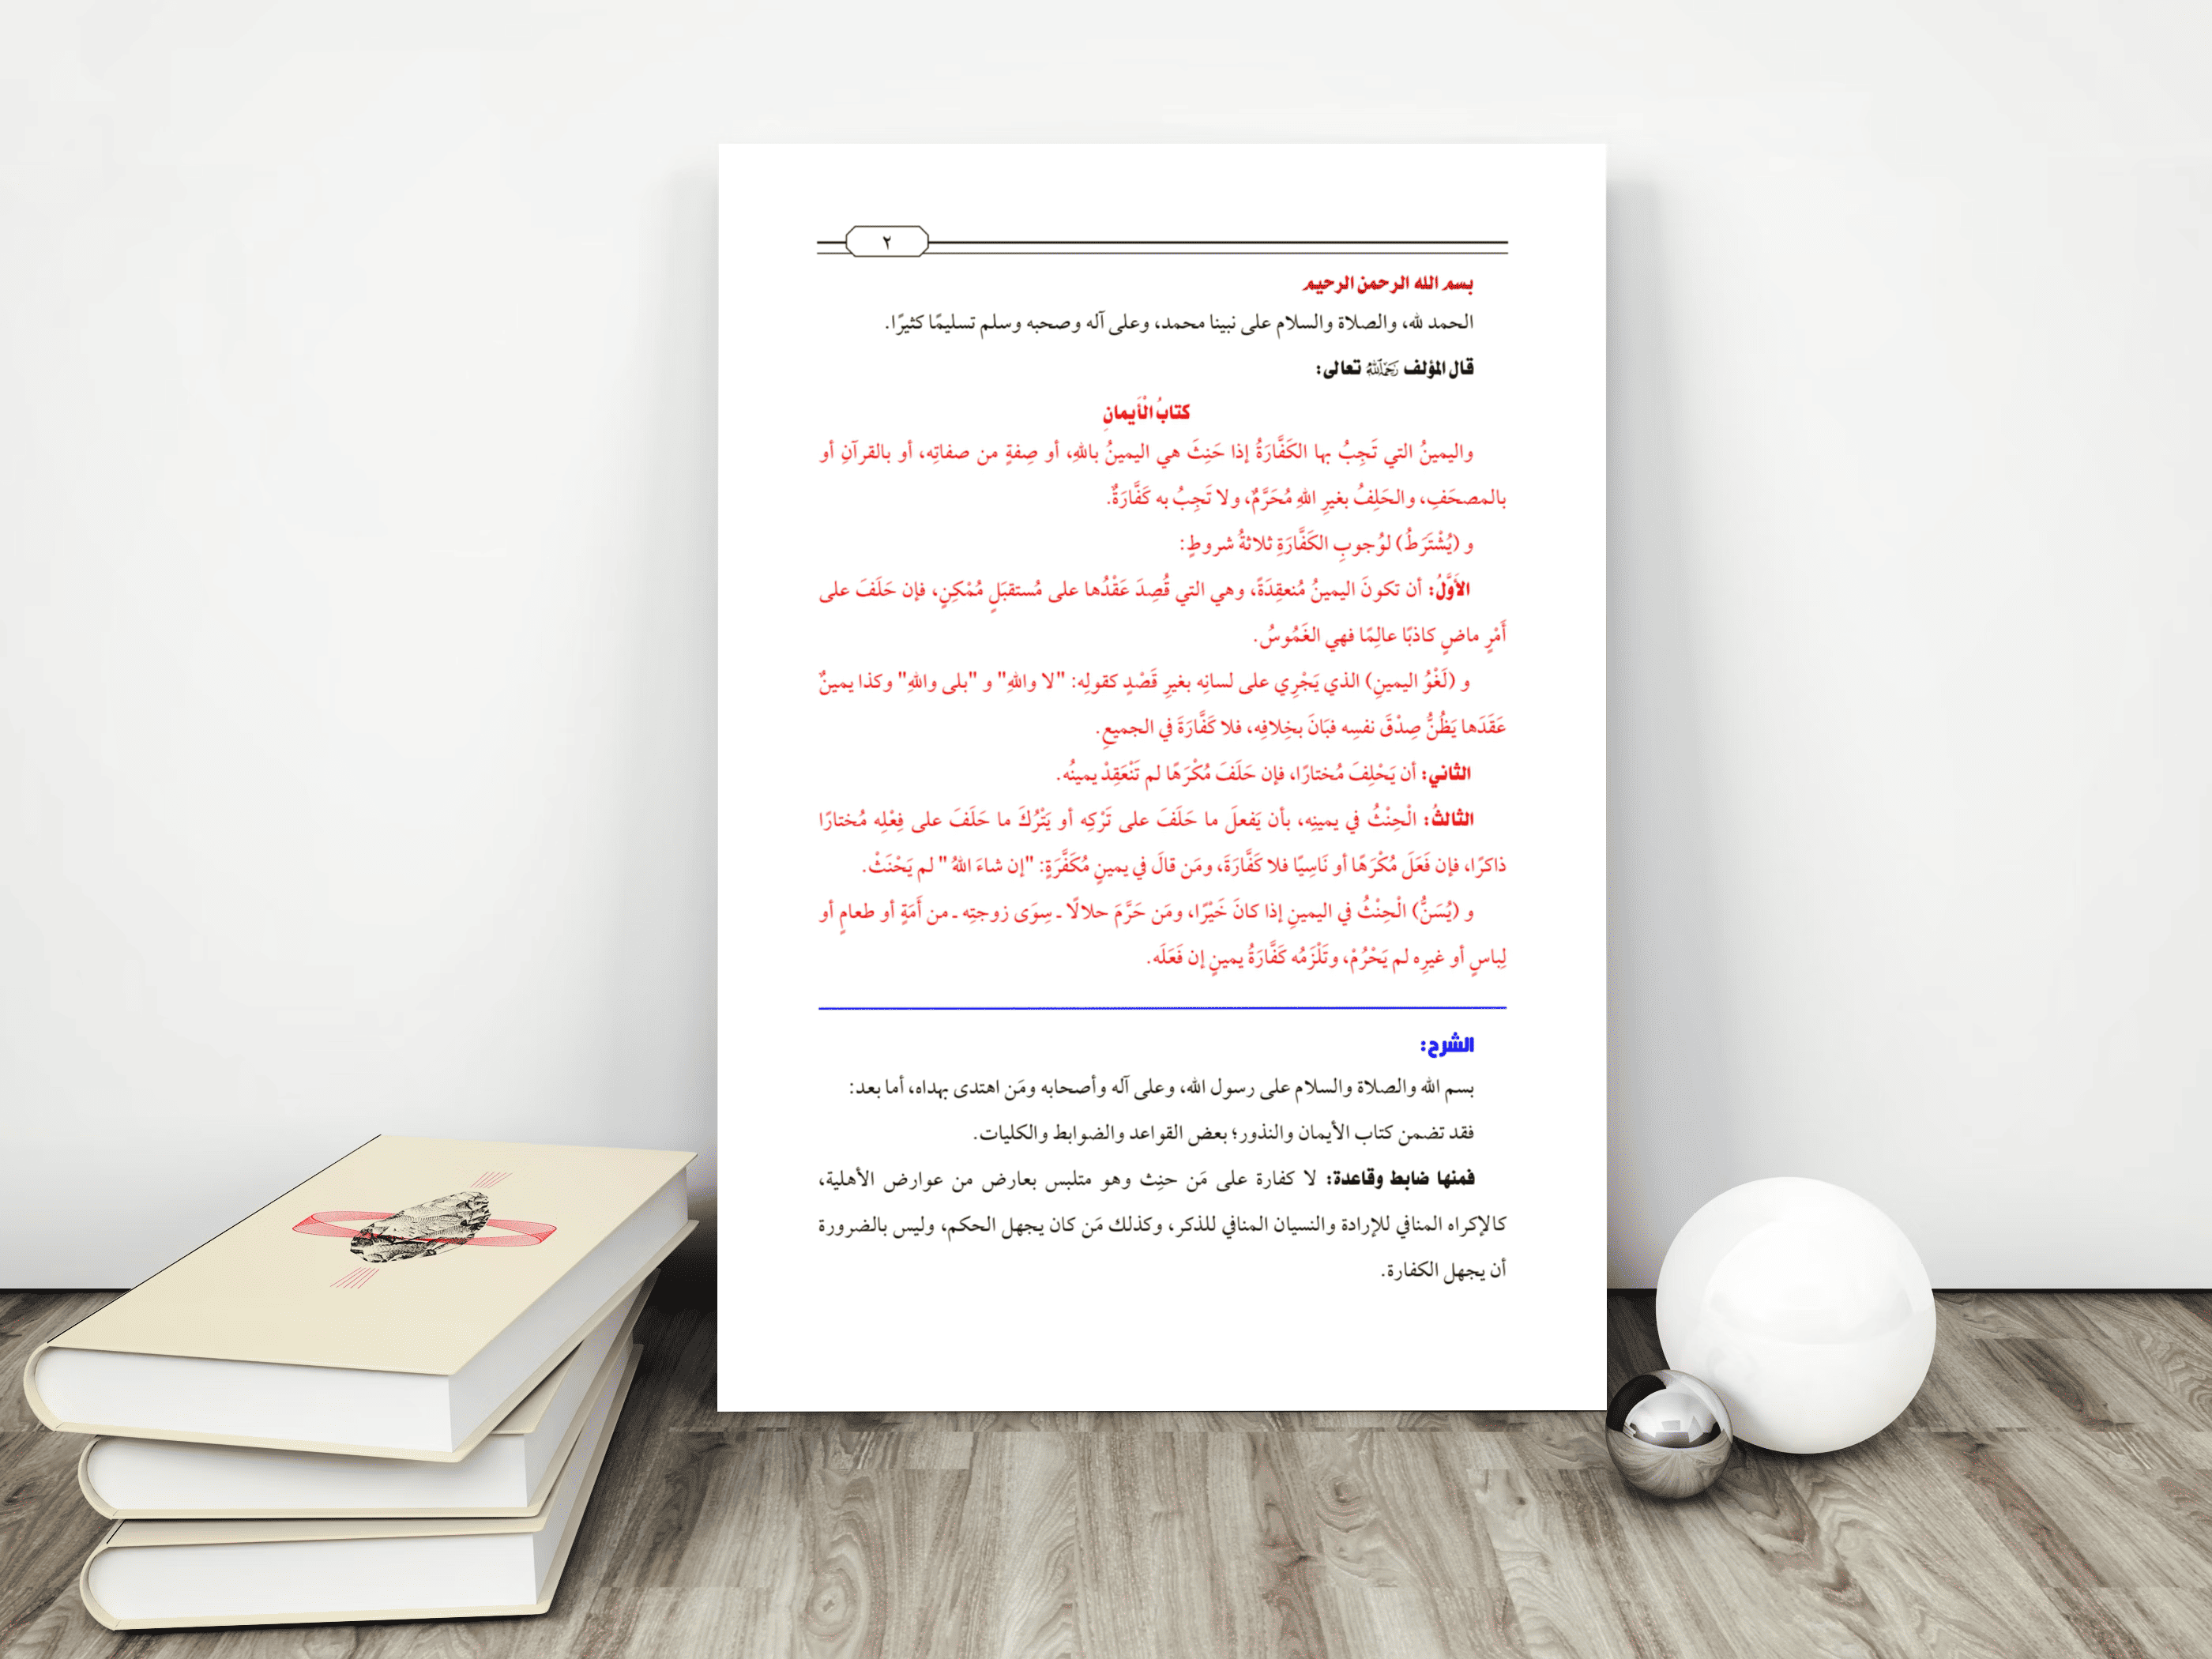 ٢
بسم الله الرحمن الرحيم
الحمد لله، والصلاة والسلام على نبينا محمد، وعلى آله وصحبه وسلم تسليمًا كثيرًا.
قال المؤلف رَحِمَهُ ٱللَّهُ تعالى:
كتابُ الْأَيمانِ
واليمينُ التي تَجِبُ بها الكَفَّارَةُ إذا حَنِثَ هي اليمينُ باللهِ، أو صِفةٍ من صفاتِه، أو بالقرآنِ أو
بالمصحَفِ، والحَلِفُ بغيرِ اللهِ مُحَرَّمٌ، ولا تَجِبُ به كَفَّارَةٌ.
و (يُشْتَرَطُ) لوُجوبِ الكَفَّارَةِ ثلاثةُ شروطٍ:
الأَوَّلُ: أن تكونَ اليمينُ مُنعقِدَةً، وهي التي قُصِدَ عَقْدُها على مُستقبَلٍ مُمْكِنٍ، فإن حَلَفَ على
أَمْرٍ ماضٍ كاذبًا عالِمًا فهي الغَمُوسُ.
و (لَغْوُ اليمينِ) الذي يَجْرِي على لسانِه بغيرِ قَصْدٍ كقولِه: "لا واللهِ" و "بلى واللهِ" وكذا يمينٌ
عَقَدَها يَظُنُّ صِدْقَ نفسِه فبَانَ بخِلافِه، فلا كَفَّارَةَ في الجميعِ.
الثاني: أن يَحْلِفَ مُختارًا، فإن حَلَفَ مُكْرَهًا لم تَنْعَقِدْ يمينُه.
الثالثُ: الْحِنْثُ في يمينِه، بأن يَفعلَ ما حَلَفَ على تَرْكِه أو يَتْرُكَ ما حَلَفَ على فِعْلِه مُختارًا
ذاكرًا، فإن فَعَلَ مُكْرَهًا أو نَاسِيًا فلا كَفَّارَةَ، ومَن قالَ في يمينٍ مُكَفَّرَةٍ: "إن شاءَ اللهُ " لم يَحْنَثْ.
و (يُسَنُّ) الْحِنْثُ في اليمينِ إذا كانَ خَيْرًا، ومَن حَرَّمَ حلالًا ـ سِوَى زوجتِه ـ من أَمَةٍ أو طعامٍ أو
لِباسٍ أو غيرِه لم يَحْرُمْ، وتَلْزَمُه كَفَّارَةُ يمينٍ إن فَعَلَه.
الشرح:
بسم الله والصلاة والسلام على رسول الله، وعلى آله وأصحابه ومَن اهتدى بهداه، أما بعد:
فقد تضمن كتاب الأيمان والنذور؛ بعض القواعد والضوابط والكليات.
فمنها ضابط وقاعدة: لا كفارة على مَن حنِث وهو متلبس بعارض من عوارض الأهلية،
كالإكراه المنافي للإرادة والنسيان المنافي للذكر، وكذلك مَن كان يجهل الحكم، وليس بالضرورة
أن يجهل الكفارة.